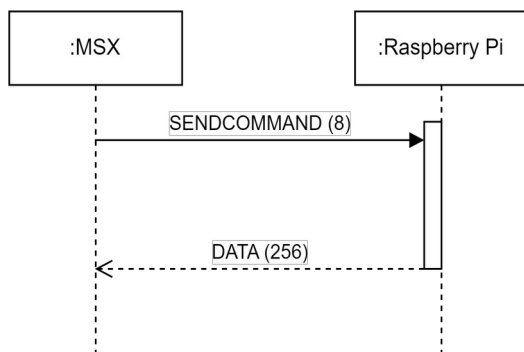 :MSX
:Raspberry Pi
SENDCOMMAND (8)
DATA (256)